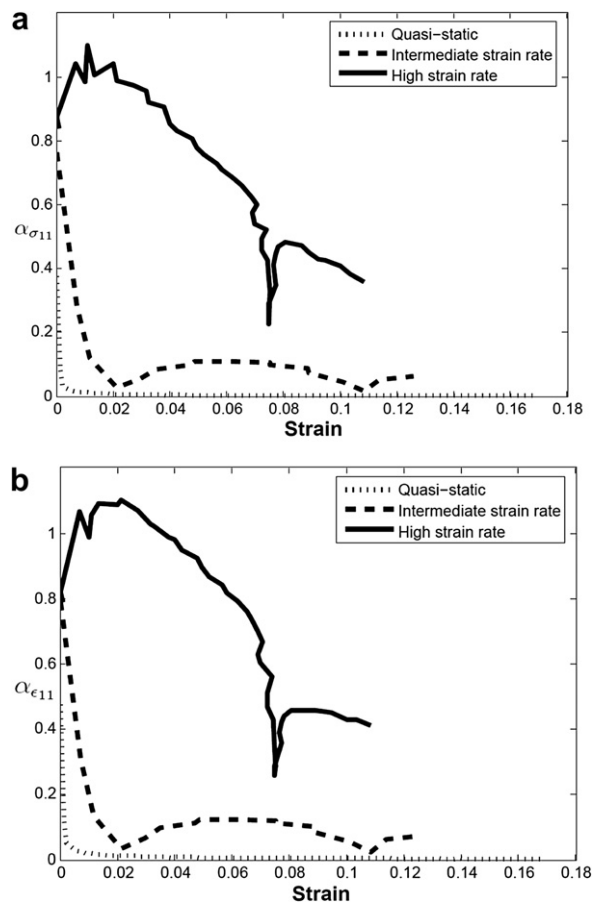 a
Quasi−static
Intermediate strain rate
High strain rate
1
0.8
0.6
α_{σ11}
0.4
0.2
0
0 0.02 0.04 0.06 0.08 0.1 0.12 0.14 0.16 0.18
Strain
b
Quasi−static
Intermediate strain rate
High strain rate
1
0.8
0.6
α_{ϵ11}
0.4
0.2
0
0 0.02 0.04 0.06 0.08 0.1 0.12 0.14 0.16 0.18
Strain